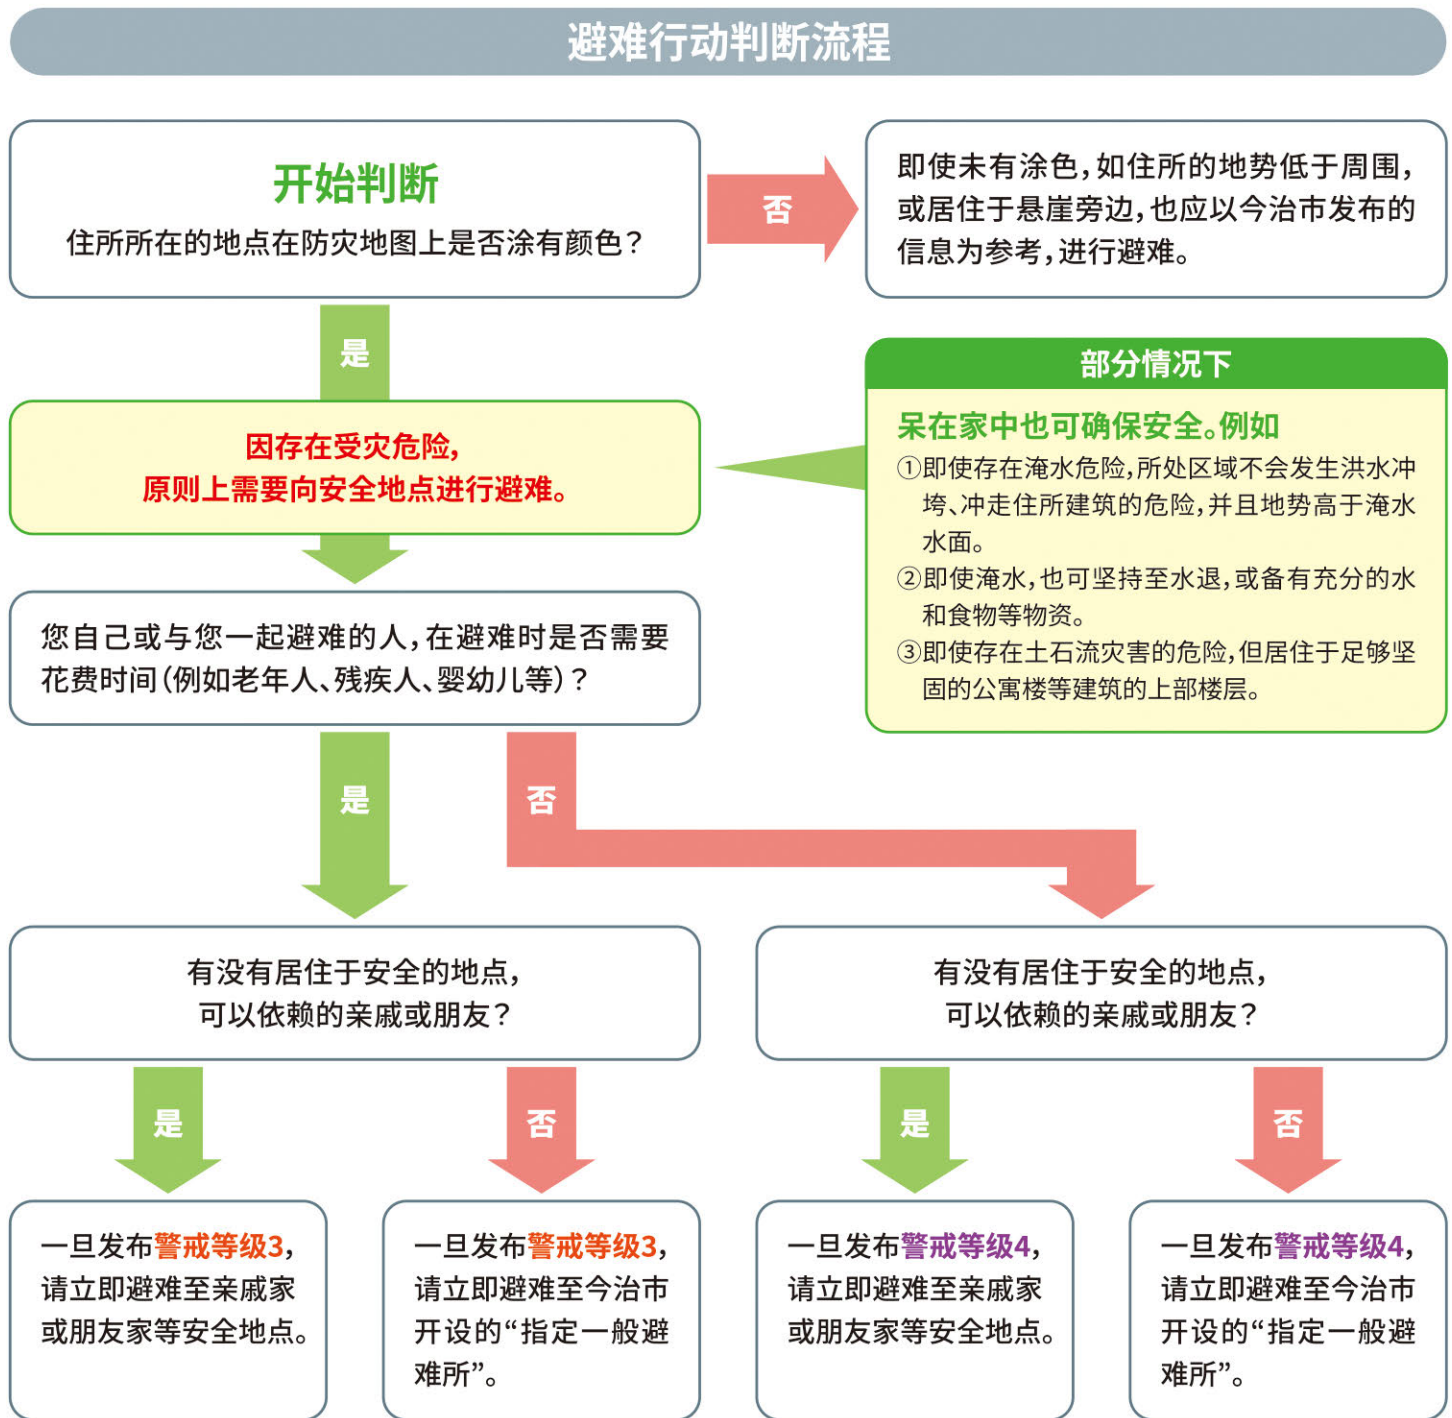 避难行动判断流程
开始判断
住所所在的地点在防灾地图上是否涂有颜色？
否
即使未有涂色，如住所的地势低于周围，
或居住于悬崖旁边，也应以今治市发布的
信息为参考，进行避难。
是
因存在受灾危险，
原则上需要向安全地点进行避难。
部分情况下
呆在家中也可确保安全。例如
①即使存在淹水危险，所处区域不会发生洪水冲
垮、冲走住所建筑的危险，并且地势高于淹水
水面。
②即使淹水，也可坚持至水退，或备有充分的水
和食物等物资。
③即使存在土石流灾害的危险，但居住于足够坚
固的公寓楼等建筑的上部楼层。
您自己或与您一起避难的人，在避难时是否需要
花费时间（例如老年人、残疾人、婴幼儿等）？
是
否
有没有居住于安全的地点，
可以依赖的亲戚或朋友？
有没有居住于安全的地点，
可以依赖的亲戚或朋友？
是
否
是
否
一旦发布警戒等级3，
请立即避难至亲戚家
或朋友家等安全地点。
一旦发布警戒等级3，
请立即避难至今治市
开设的“指定一般避
难所”。
一旦发布警戒等级4，
请立即避难至亲戚家
或朋友家等安全地点。
一旦发布警戒等级4，
请立即避难至今治市
开设的“指定一般避
难所”。